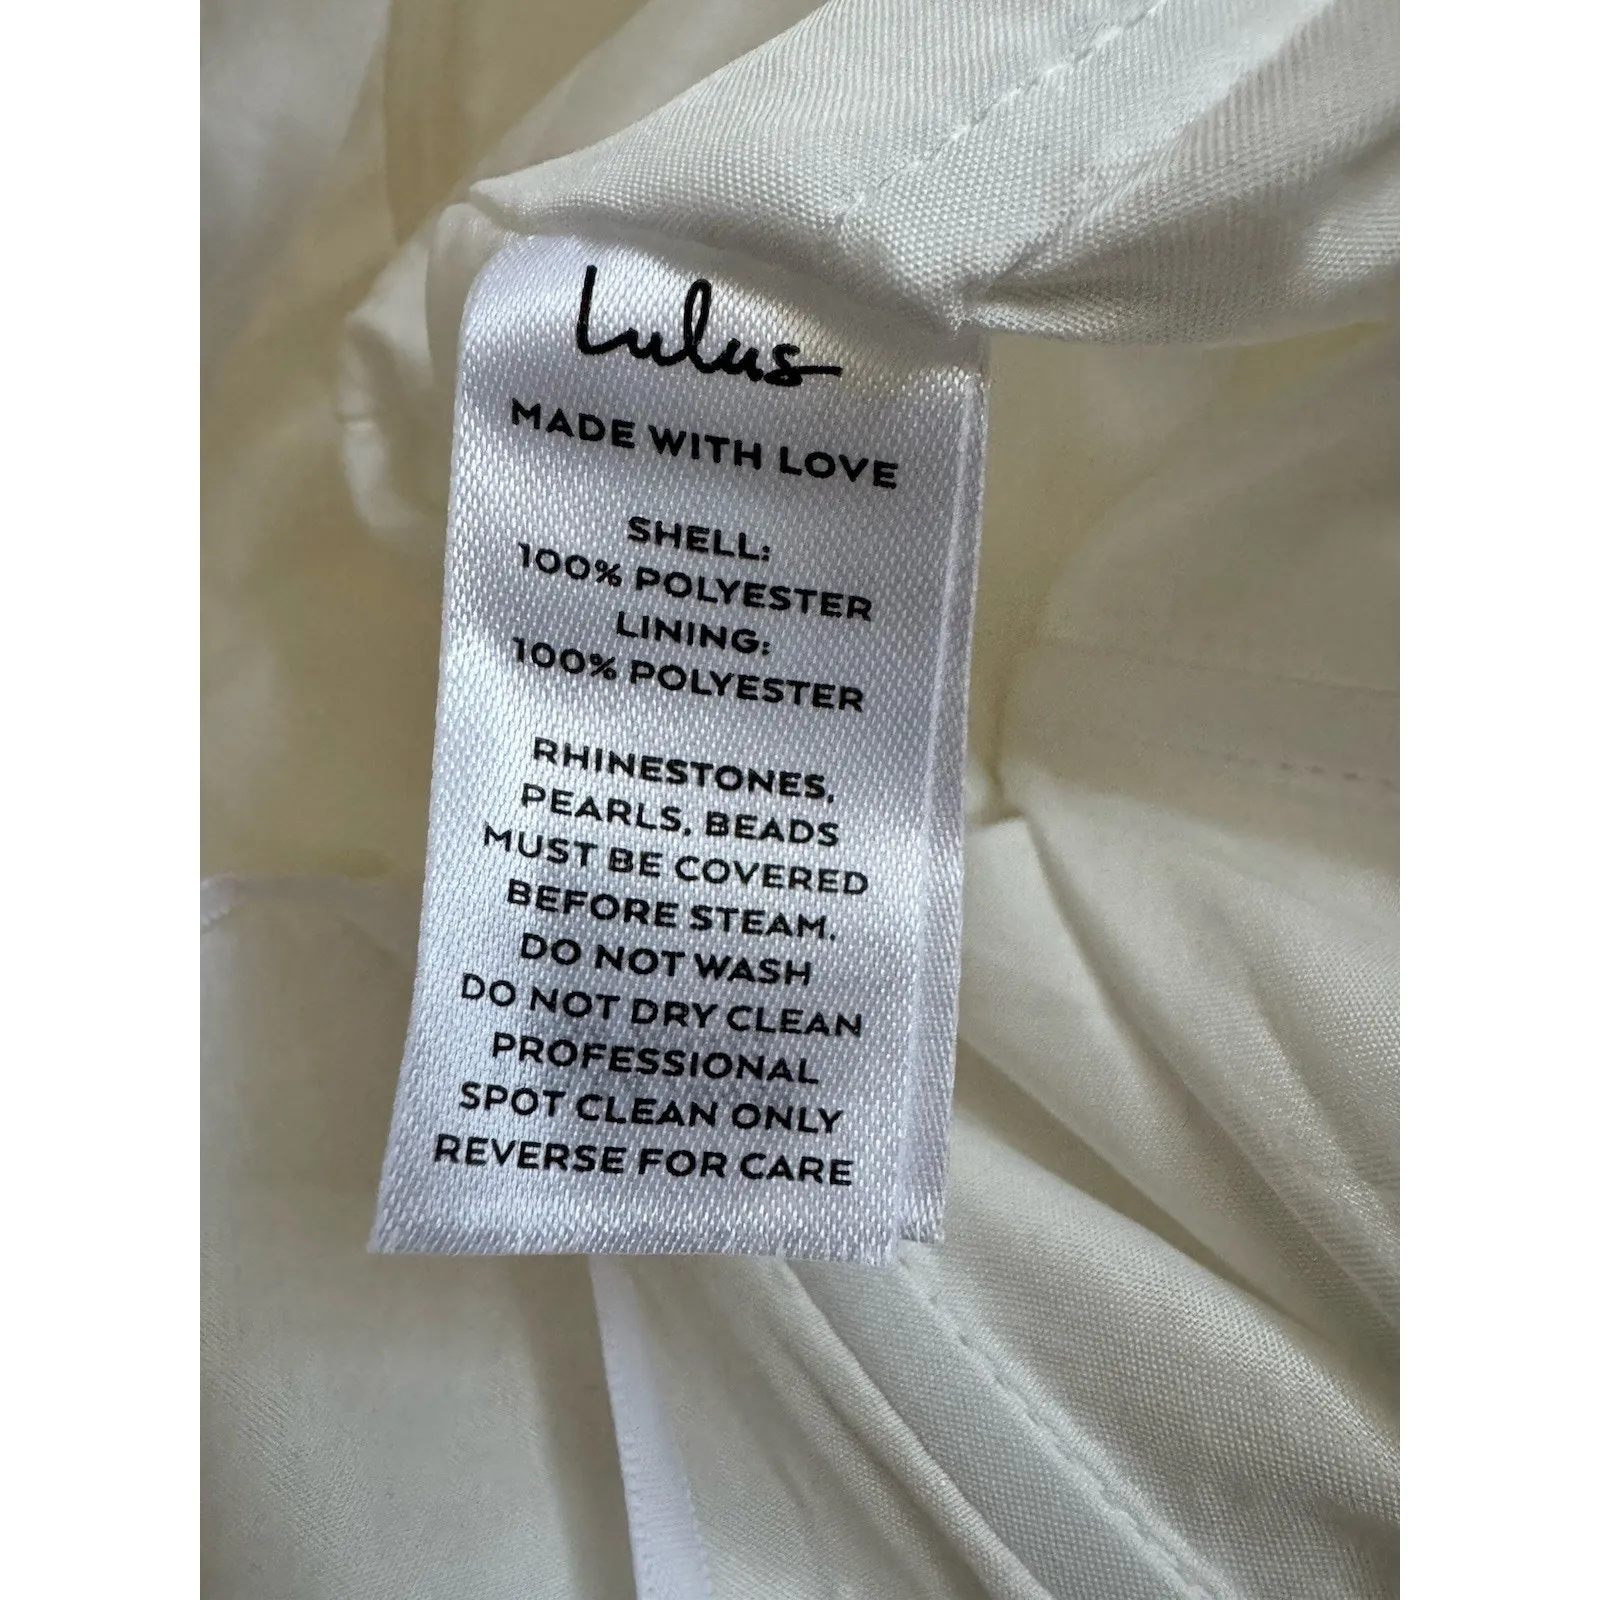 Lulus
MADE WITH LOVE
SHELL:
100% POLYESTER
LINING:
100% POLYESTER
RHINESTONES,
PEARLS, BEADS
MUST BE COVERED
BEFORE STEAM.
DO NOT WASH
DO NOT DRY CLEAN
PROFESSIONAL
SPOT CLEAN ONLY
REVERSE FOR CARE